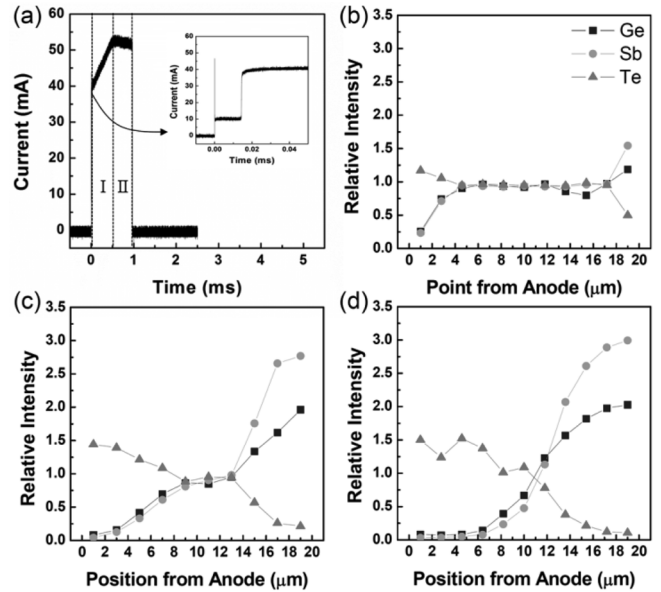 (a)
60
50
40
30
20
10
0
Current (mA)
0 1 2 3 4 5
Time (ms)
I II
60
50
40
30
20
10
0
Current (mA)
0.00 0.02 0.04
Time (ms)
(b)
3.5
3.0
2.5
2.0
1.5
1.0
0.5
0.0
Relative Intensity
Ge
Sb
Te
0 2 4 6 8 10 12 14 16 18 20
Point from Anode (μm)
(c)
3.5
3.0
2.5
2.0
1.5
1.0
0.5
0.0
Relative Intensity
0 2 4 6 8 10 12 14 16 18 20
Position from Anode (μm)
(d)
3.5
3.0
2.5
2.0
1.5
1.0
0.5
0.0
Relative Intensity
0 2 4 6 8 10 12 14 16 18 20
Position from Anode (μm)